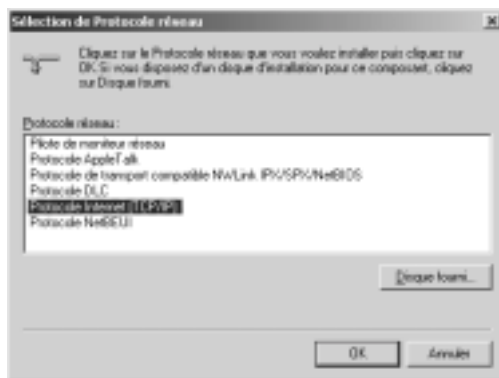 Sélection de Protocole réseau
Cliquez sur le Protocole réseau que vous voulez installer puis cliquez sur
OK. Si vous disposez d'un disque d'installation pour ce composant, cliquez
sur Disque fourni.
Protocole réseau :
Pilote de moniteur réseau
Protocole AppleTalk
Protocole de transport compatible NWLink IPX/SPX/NetBIOS
Protocole DLC
Protocole Internet (TCP/IP)
Protocole NetBEUI
Disque fourni...
OK
Annuler